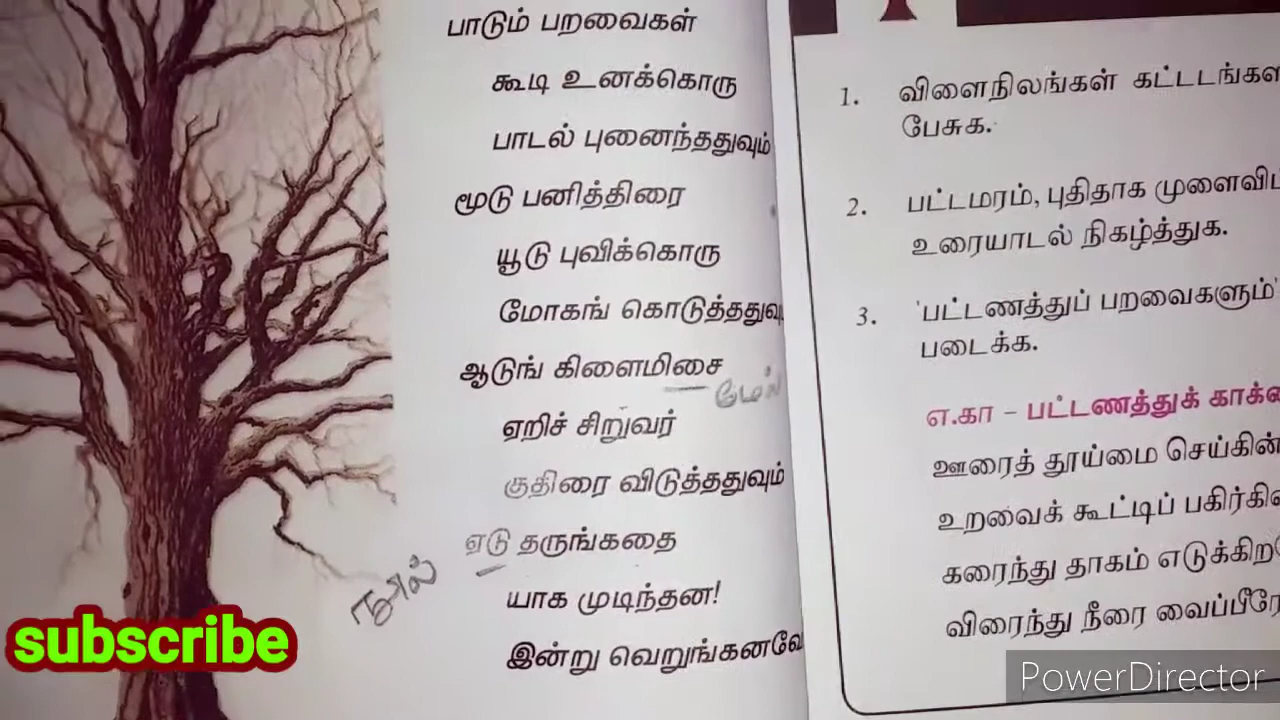 பாடும் பறவைகள்
கூடி உனக்கொரு
பாடல் புனைந்ததுவும்
மூடு பனித்திரை
யூடு புவிக்கொரு
மோகங் கொடுத்ததுவு
ஆடுங் கிளைமிசை
மேல்
ஏறிச் சிறுவர்
குதிரை விடுத்ததுவும்
ஏடு தருங்கதை
நூல்
யாக முடிந்தன!
இன்று வெறுங்கனவே
1. விளைநிலங்கள் கட்டடங்கள
பேசுக.
2. பட்டமரம், புதிதாக முளைவி
உரையாடல் நிகழ்த்துக.
3. 'பட்டணத்துப் பறவைகளும்'
படைக்க.
எ.கா – பட்டணத்துக் காக்
ஊரைத் தூய்மை செய்கின்
உறவைக் கூட்டிப் பகிர்கி
கரைந்து தாகம் எடுக்கிற
விரைந்து நீரை வைப்பீரே
subscribe
PowerDirector